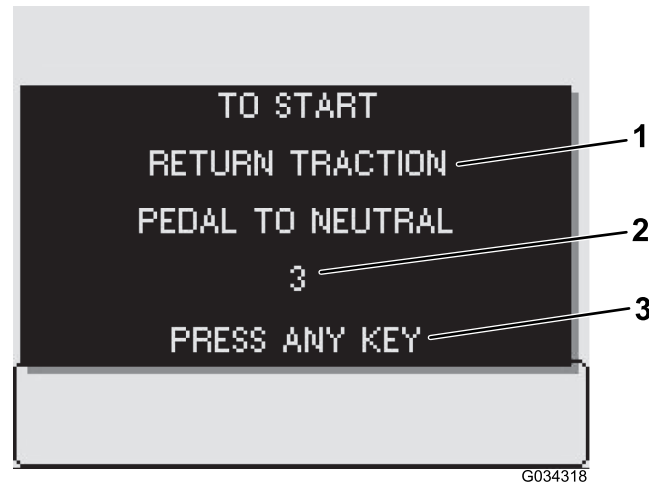 TO START
RETURN TRACTION
1
PEDAL TO NEUTRAL
2
3
3
PRESS ANY KEY
G034318